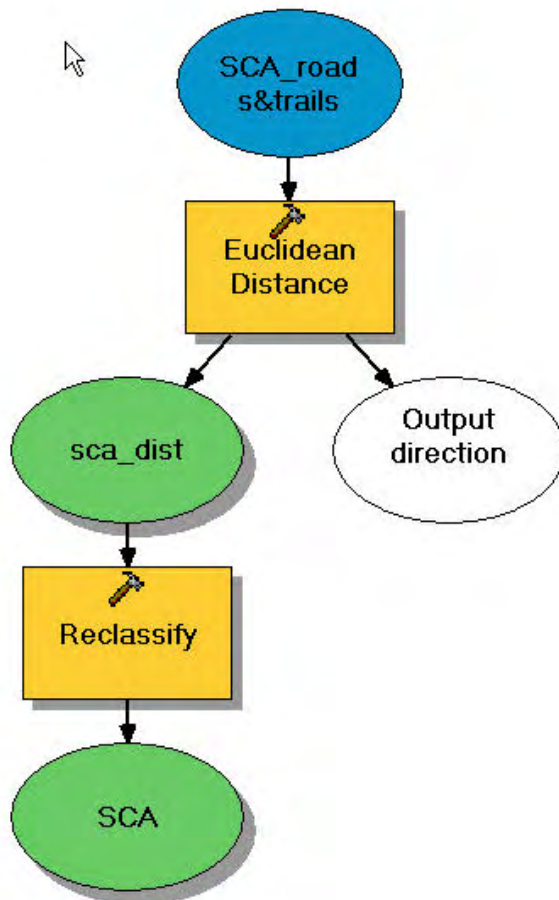 SCA_road
s&trails
Euclidean
Distance
sca_dist
Output
direction
Reclassify
SCA